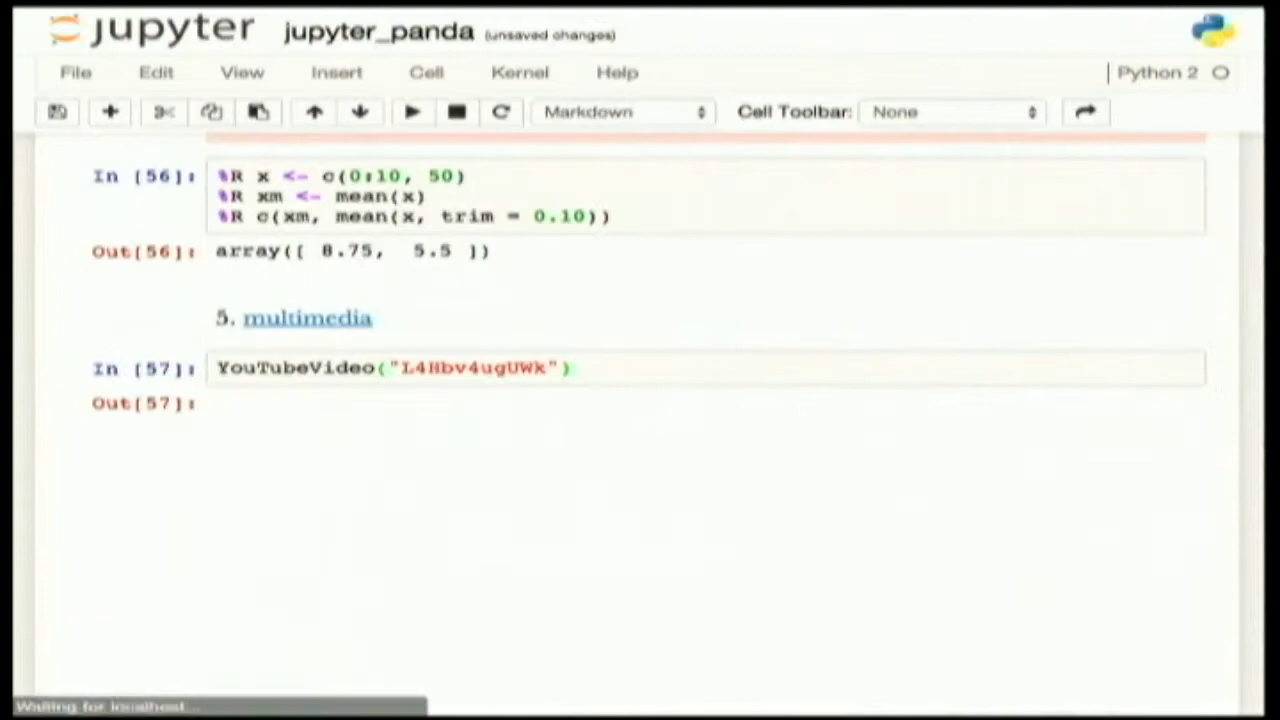 jupyter jupyter_panda (unsaved changes)
File Edit View Insert Cell Kernel Help Python 2
Markdown Cell Toolbar: None
In [56]: %R x <- c(0:10, 50)
%R xm <- mean(x)
%R c(xm, mean(x, trim = 0.10))
Out[56]: array([ 8.75, 5.5 ])
5. multimedia
In [57]: YouTubeVideo("L4Hbv4ugUWk")
Out[57]:
Waiting for localhost...